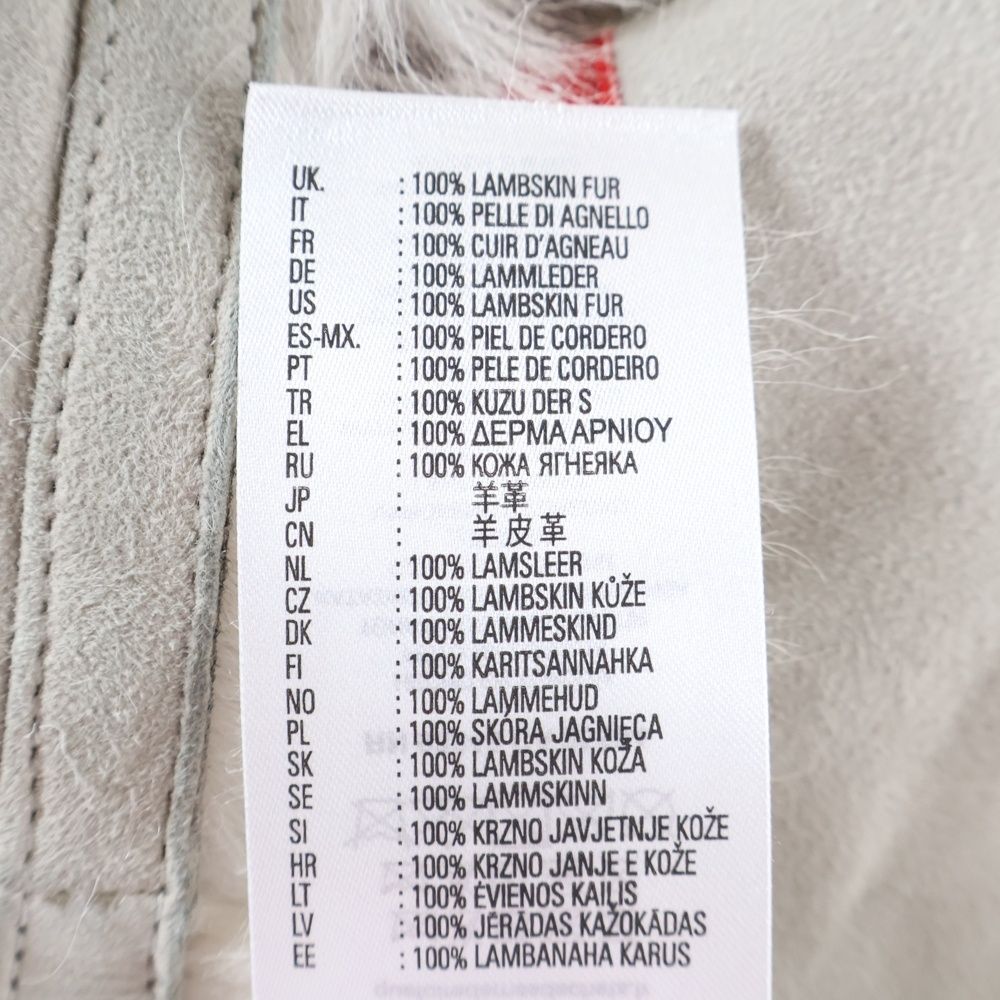 UK. : 100% LAMBSKIN FUR
IT : 100% PELLE DI AGNELLO
FR : 100% CUIR D'AGNEAU
DE : 100% LAMMLEDER
US : 100% LAMBSKIN FUR
ES-MX. : 100% PIEL DE CORDERO
PT : 100% PELE DE CORDEIRO
TR : 100% KUZU DER S
EL : 100% ΔΕΡΜΑ ΑΡΝΙΟΥ
RU : 100% КОЖА ЯГНЕЯКА
JP : 羊革
CN : 羊皮革
NL : 100% LAMSLEER
CZ : 100% LAMBSKIN KŮŽE
DK : 100% LAMMESKIND
FI : 100% KARITSANNAHKA
NO : 100% LAMMEHUD
PL : 100% SKÓRA JAGNIĘCA
SK : 100% LAMBSKIN KOŽA
SE : 100% LAMMSKINN
SI : 100% KRZNO JAVJETNJE KOŽE
HR : 100% KRZNO JANJE E KOŽE
LT : 100% ĖVIENOS KAILIS
LV : 100% JĒRĀDAS KAŽOKĀDAS
EE : 100% LAMBANAHA KARUS